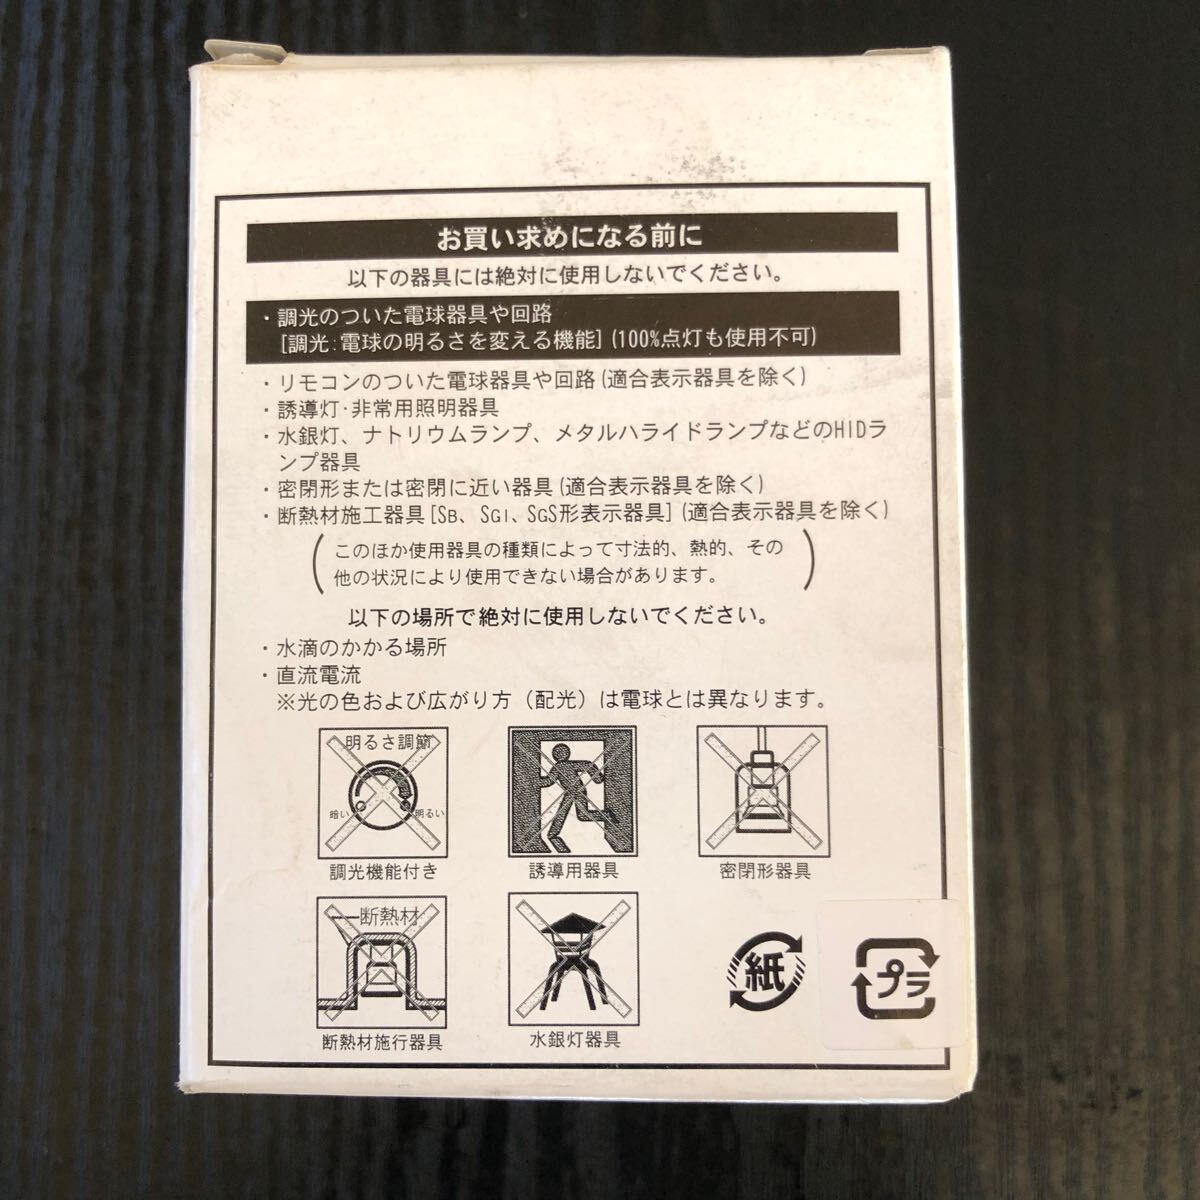 お買い求めになる前に
以下の器具には絶対に使用しないでください。
・調光のついた電球器具や回路
[調光:電球の明るさを変える機能](100%点灯も使用不可)
・リモコンのついた電球器具や回路(適合表示器具を除く)
・誘導灯・非常用照明器具
・水銀灯、ナトリウムランプ、メタルハライドランプなどのHIDラ
ンプ器具
・密閉形または密閉に近い器具(適合表示器具を除く)
・断熱材施工器具[SB、SGI、SGS形表示器具](適合表示器具を除く)
(このほか使用器具の種類によって寸法的、熱的、その
他の状況により使用できない場合があります。)
以下の場所で絶対に使用しないでください。
・水滴のかかる場所
・直流電流
※光の色および広がり方（配光）は電球とは異なります。
明るさ調節
暗い 明るい
調光機能付き
誘導用器具
密閉形器具
断熱材
断熱材施行器具
水銀灯器具
紙
プラ